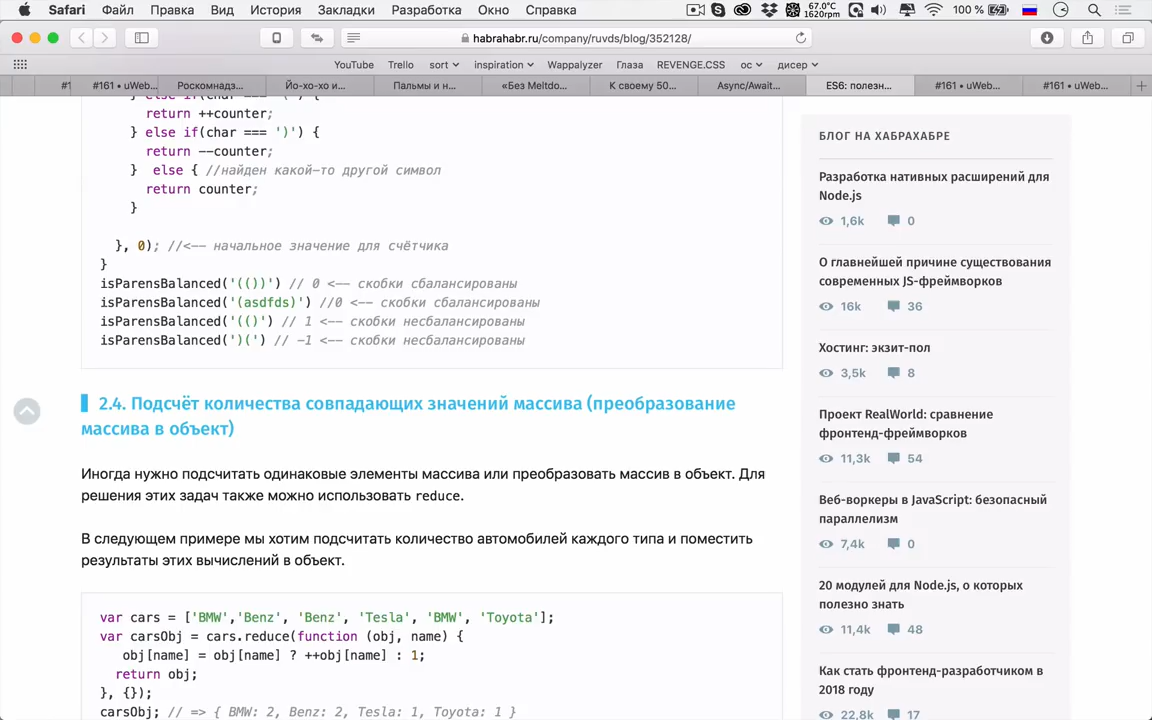 Safari Файл Правка Вид История Закладки Разработка Окно Справка 67.0°C 1620rpm 100 %
habrahabr.ru/company/ruvds/blog/352128/
YouTube Trello sort inspiration Wappalyzer Глаза REVENGE.CSS ос дисер
#1 #161 • uWeb... Роскомнадз... Йо-хо-хо и... Пальмы и н... «Без Meltdo... К своему 50... Async/Await... ES6: полезн... #161 • uWeb... #161 • uWeb...
} else if(char === '(') {
return ++counter;
} else if(char === ')') {
return --counter;
} else { //найден какой-то другой символ
return counter;
}
}, 0); //<-- начальное значение для счётчика
}
isParensBalanced('(())') // 0 <-- скобки сбалансированы
isParensBalanced('(asdfds)') //0 <-- скобки сбалансированы
isParensBalanced('(()') // 1 <-- скобки несбалансированы
isParensBalanced(')(') // -1 <-- скобки несбалансированы
2.4. Подсчёт количества совпадающих значений массива (преобразование
массива в объект)
Иногда нужно подсчитать одинаковые элементы массива или преобразовать массив в объект. Для
решения этих задач также можно использовать reduce.
В следующем примере мы хотим подсчитать количество автомобилей каждого типа и поместить
результаты этих вычислений в объект.
var cars = ['BMW','Benz', 'Benz', 'Tesla', 'BMW', 'Toyota'];
var carsObj = cars.reduce(function (obj, name) {
obj[name] = obj[name] ? ++obj[name] : 1;
return obj;
}, {});
carsObj; // => { BMW: 2, Benz: 2, Tesla: 1, Toyota: 1 }
БЛОГ НА ХАБРАХАБРЕ
Разработка нативных расширений для
Node.js
1,6k 0
О главнейшей причине существования
современных JS-фреймворков
16k 36
Хостинг: экзит-пол
3,5k 8
Проект RealWorld: сравнение
фронтенд-фреймворков
11,3k 54
Веб-воркеры в JavaScript: безопасный
параллелизм
7,4k 0
20 модулей для Node.js, о которых
полезно знать
11,4k 48
Как стать фронтенд-разработчиком в
2018 году
22,8k 17